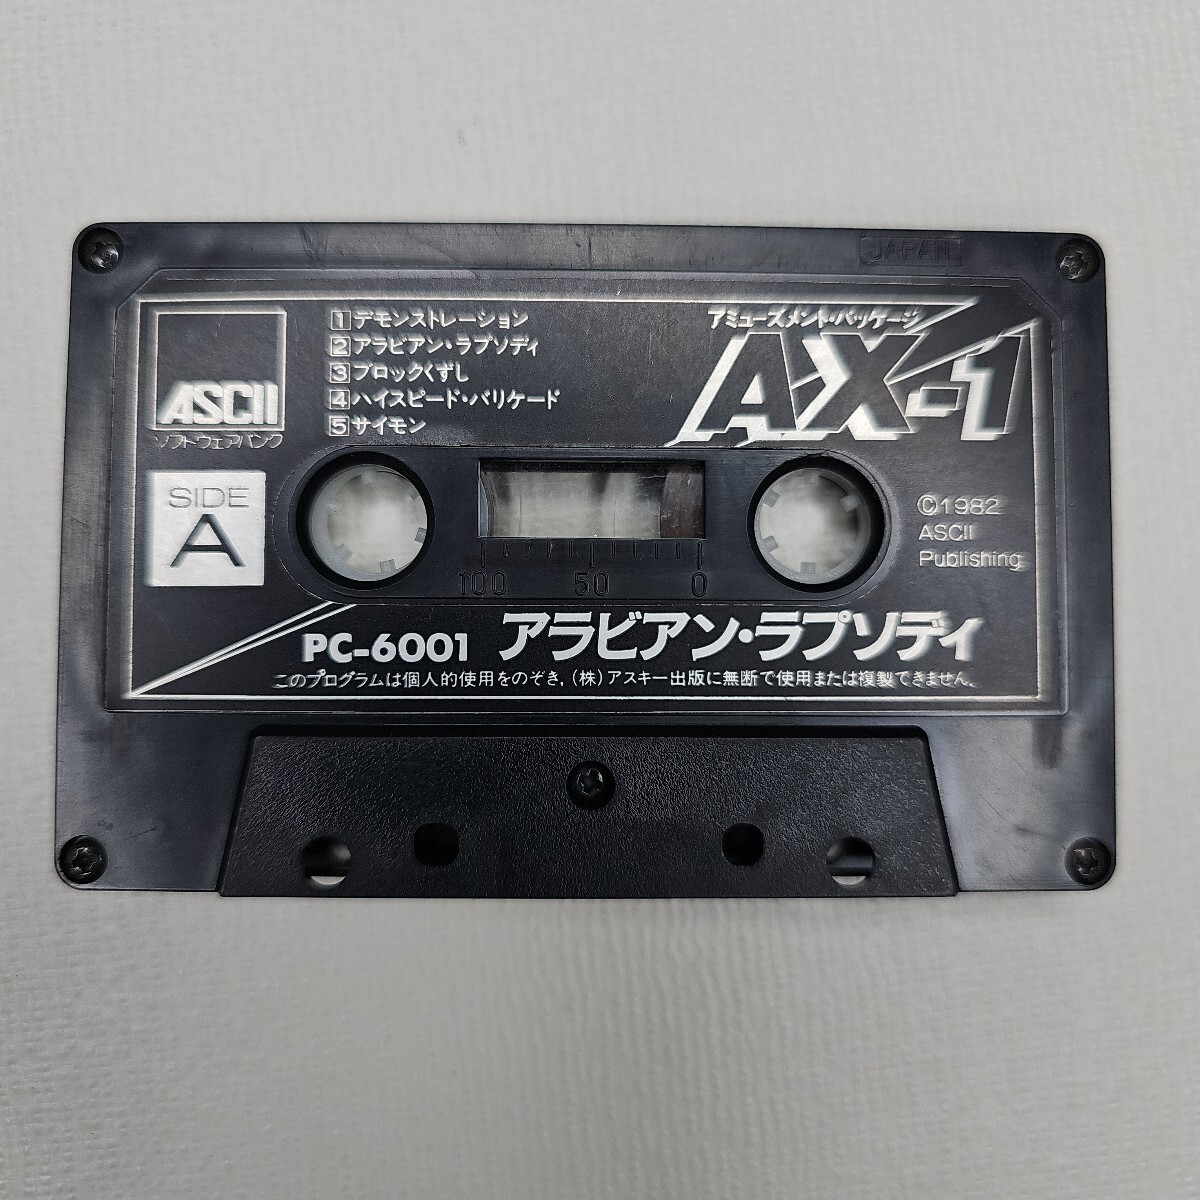 JAPAN
ASCII
ソフトウェアバンク
1 デモンストレーション
2 アラビアン・ラプソディ
3 ブロックくずし
4 ハイスピード・バリケード
5 サイモン
アミューズメント・パッケージ
AX-1
SIDE
A
100 50 0
©1982
ASCII
Publishing
PC-6001 アラビアン・ラプソディ
このプログラムは個人的使用をのぞき,(株)アスキー出版に無断で使用または複製できません.